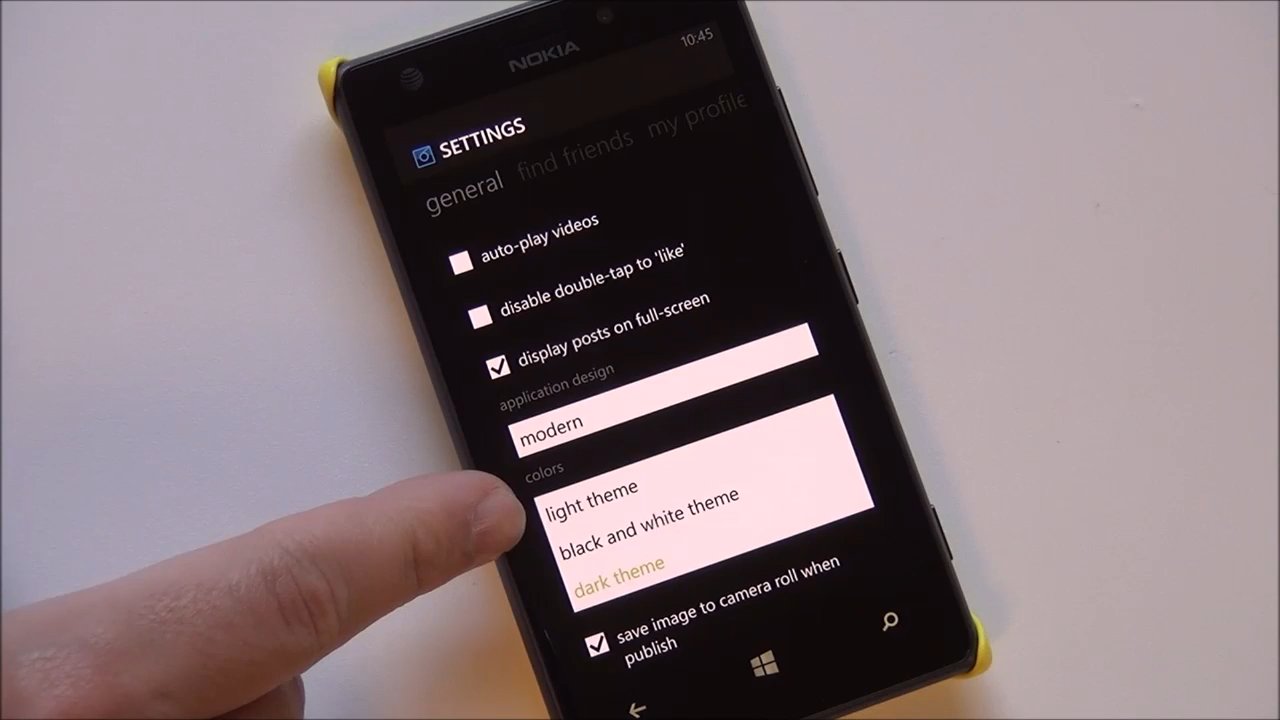 NOKIA
10:45
SETTINGS
general find friends my profile
auto-play videos
disable double-tap to 'like'
display posts on full-screen
application design
modern
colors
light theme
black and white theme
dark theme
save image to camera roll when
publish